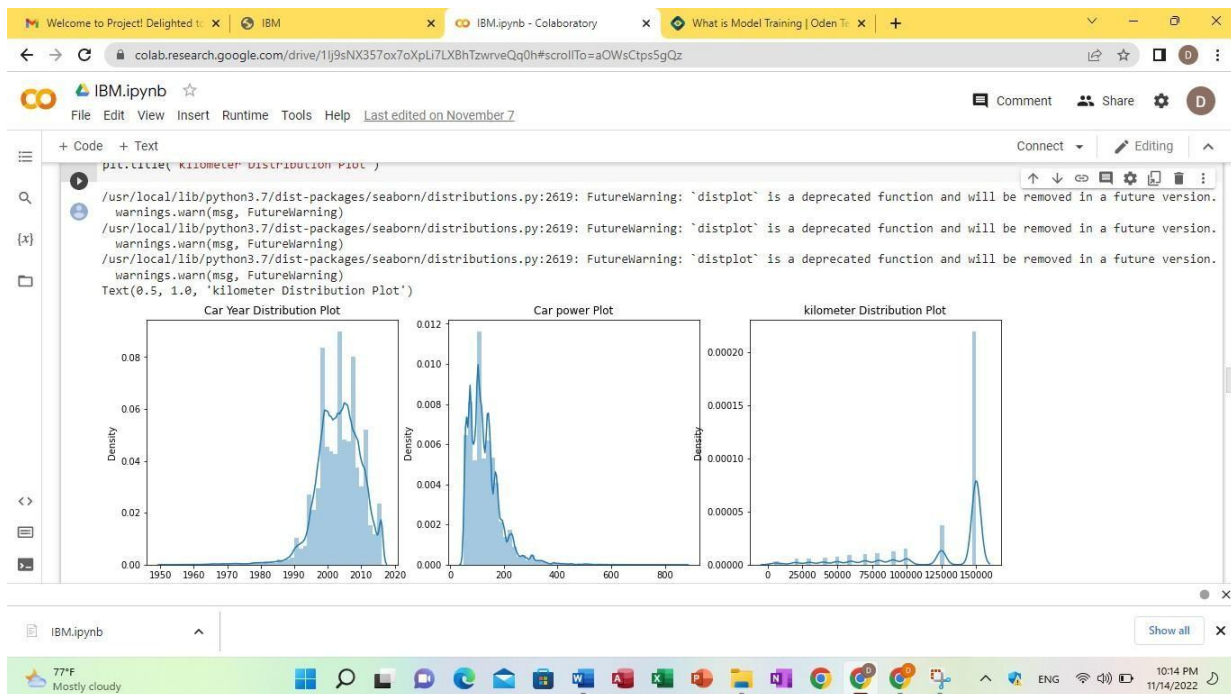 Welcome to Project! Delighted to
IBM
IBM.ipynb - Colaboratory
What is Model Training | Oden Te
colab.research.google.com/drive/1Ij9sNX357ox7oXpLi7LXBhTzwrveQq0h#scrollTo=aOWsCtps5gQz
D
IBM.ipynb
Comment
Share
D
File Edit View Insert Runtime Tools Help Last edited on November 7
+ Code + Text
Connect
Editing
plt.title( 'kilometer Distribution Plot' )
/usr/local/lib/python3.7/dist-packages/seaborn/distributions.py:2619: FutureWarning: `distplot` is a deprecated function and will be removed in a future version.
warnings.warn(msg, FutureWarning)
/usr/local/lib/python3.7/dist-packages/seaborn/distributions.py:2619: FutureWarning: `distplot` is a deprecated function and will be removed in a future version.
warnings.warn(msg, FutureWarning)
/usr/local/lib/python3.7/dist-packages/seaborn/distributions.py:2619: FutureWarning: `distplot` is a deprecated function and will be removed in a future version.
warnings.warn(msg, FutureWarning)
Text(0.5, 1.0, 'kilometer Distribution Plot')
Car Year Distribution Plot
Density
0.08
0.06
0.04
0.02
0.00
1950 1960 1970 1980 1990 2000 2010 2020
Car power Plot
Density
0.012
0.010
0.008
0.006
0.004
0.002
0.000
0 200 400 600 800
kilometer Distribution Plot
Density
0.00020
0.00015
0.00010
0.00005
0.00000
0 25000 50000 75000 100000 125000 150000
IBM.ipynb
Show all
77°F
Mostly cloudy
ENG
10:14 PM
11/14/2022